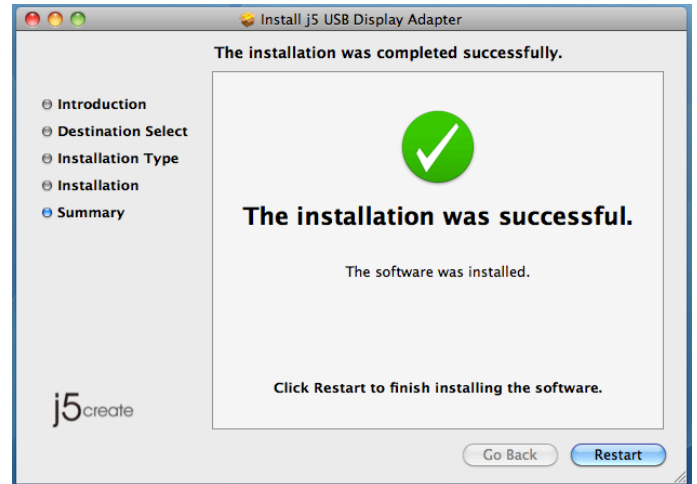 Install j5 USB Display Adapter
The installation was completed successfully.
Introduction
Destination Select
Installation Type
Installation
Summary
The installation was successful.
The software was installed.
Click Restart to finish installing the software.
j5create
Go Back
Restart